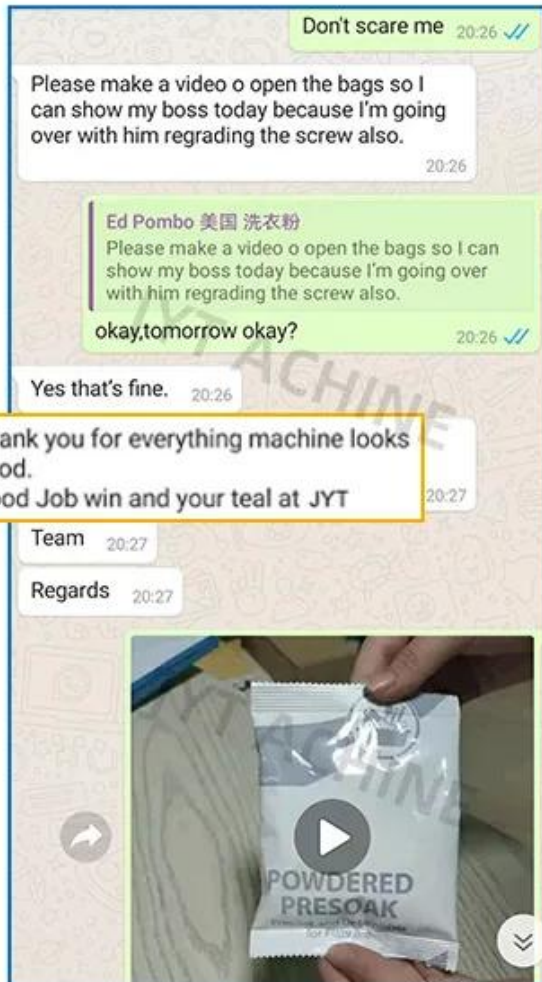 Don't scare me 20:26
Please make a video o open the bags so I
can show my boss today because I'm going
over with him regrading the screw also.
20:26
Ed Pombo 美国 洗衣粉
Please make a video o open the bags so I can
show my boss today because I'm going over
with him regrading the screw also.
okay,tomorrow okay? 20:26
Yes that's fine. 20:26
ank you for everything machine looks
od.
od Job win and your teal at JYT
20:27
Team 20:27
Regards 20:27
JYT ACHINE
JYT ACHINE
POWDERED
PRESOAK